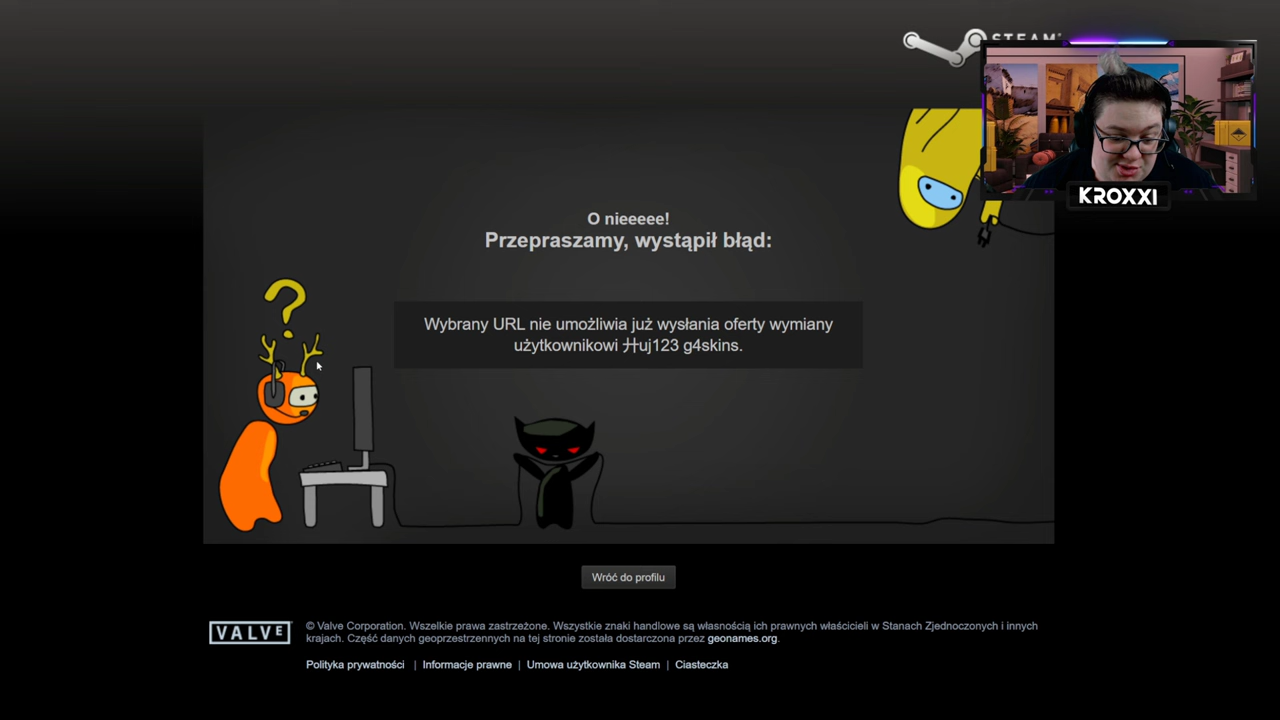 STEAM
KROXXI
O nieeeee!
Przepraszamy, wystąpił błąd:
Wybrany URL nie umożliwia już wysłania oferty wymiany
użytkownikowi 卄uj123 g4skins.
Wróć do profilu
VALVE
© Valve Corporation. Wszelkie prawa zastrzeżone. Wszystkie znaki handlowe są własnością ich prawnych właścicieli w Stanach Zjednoczonych i innych
krajach. Część danych geoprzestrzennych na tej stronie została dostarczona przez geonames.org.
Polityka prywatności | Informacje prawne | Umowa użytkownika Steam | Ciasteczka